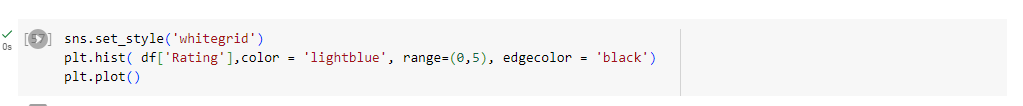 [57] sns.set_style('whitegrid')
0s plt.hist( df['Rating'],color = 'lightblue', range=(0,5), edgecolor = 'black')
plt.plot()